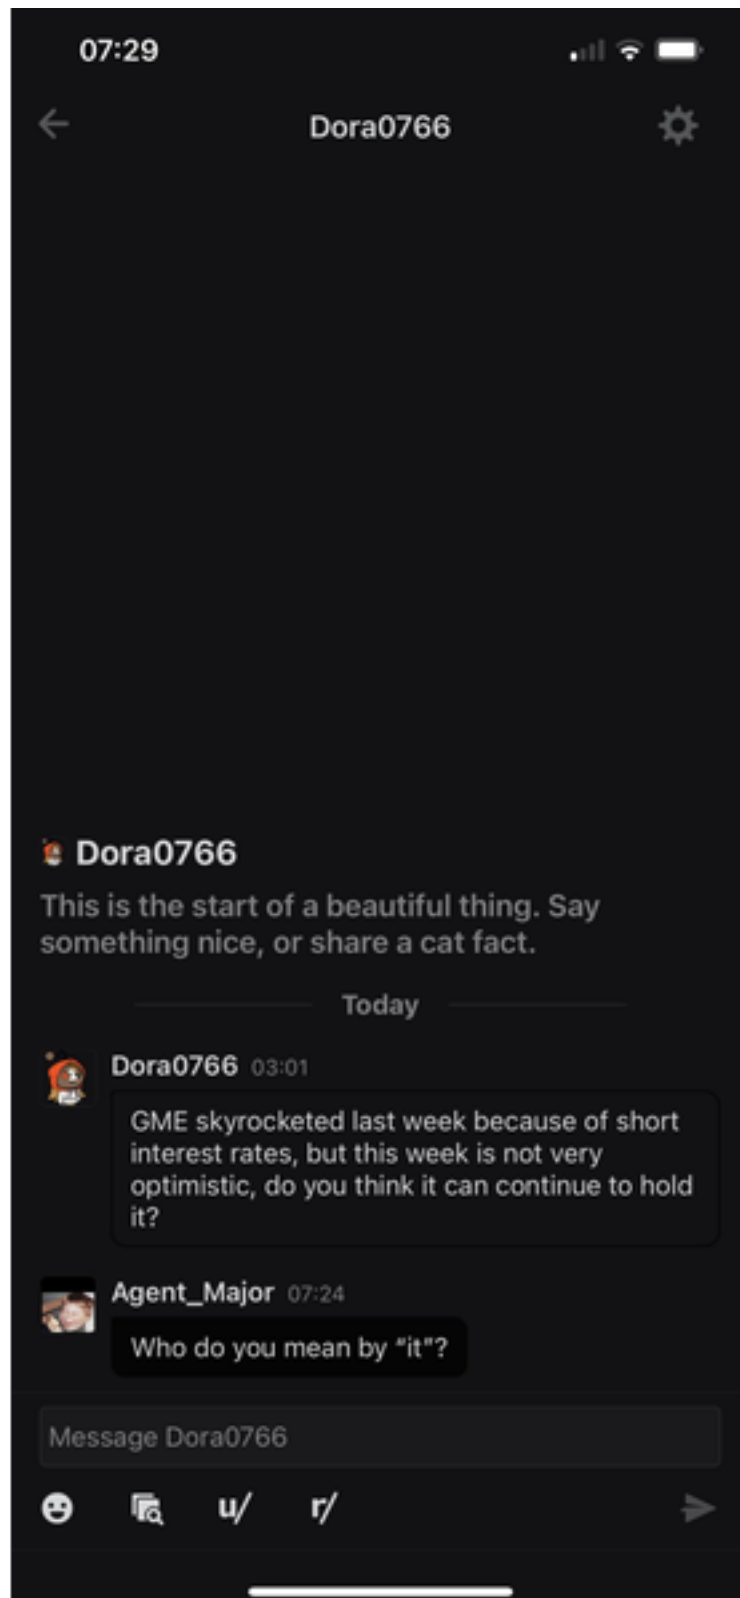 07:29
Dora0766
Dora0766
This is the start of a beautiful thing. Say
something nice, or share a cat fact.
Today
Dora0766 03:01
GME skyrocketed last week because of short
interest rates, but this week is not very
optimistic, do you think it can continue to hold
it?
Agent_Major 07:24
Who do you mean by “it”?
Message Dora0766
u/ r/